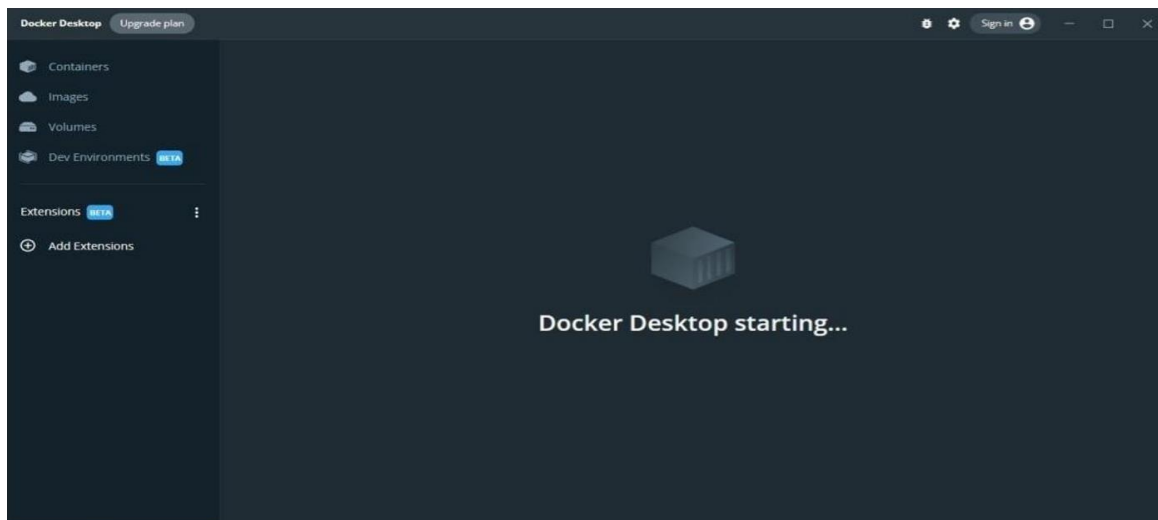 Docker Desktop Upgrade plan Sign in
Containers
Images
Volumes
Dev Environments BETA
Extensions BETA
Add Extensions
Docker Desktop starting...